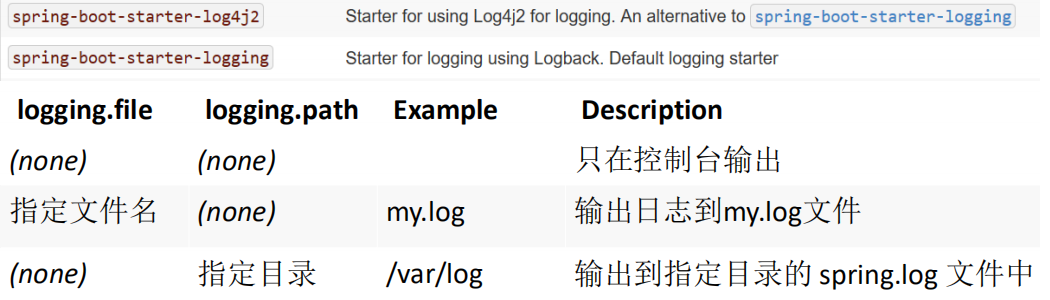 spring-boot-starter-log4j2 Starter for using Log4j2 for logging. An alternative to spring-boot-starter-logging
spring-boot-starter-logging Starter for logging using Logback. Default logging starter
logging.file logging.path Example Description
(none) (none) 只在控制台输出
指定文件名 (none) my.log 输出日志到my.log文件
(none) 指定目录 /var/log 输出到指定目录的 spring.log 文件中